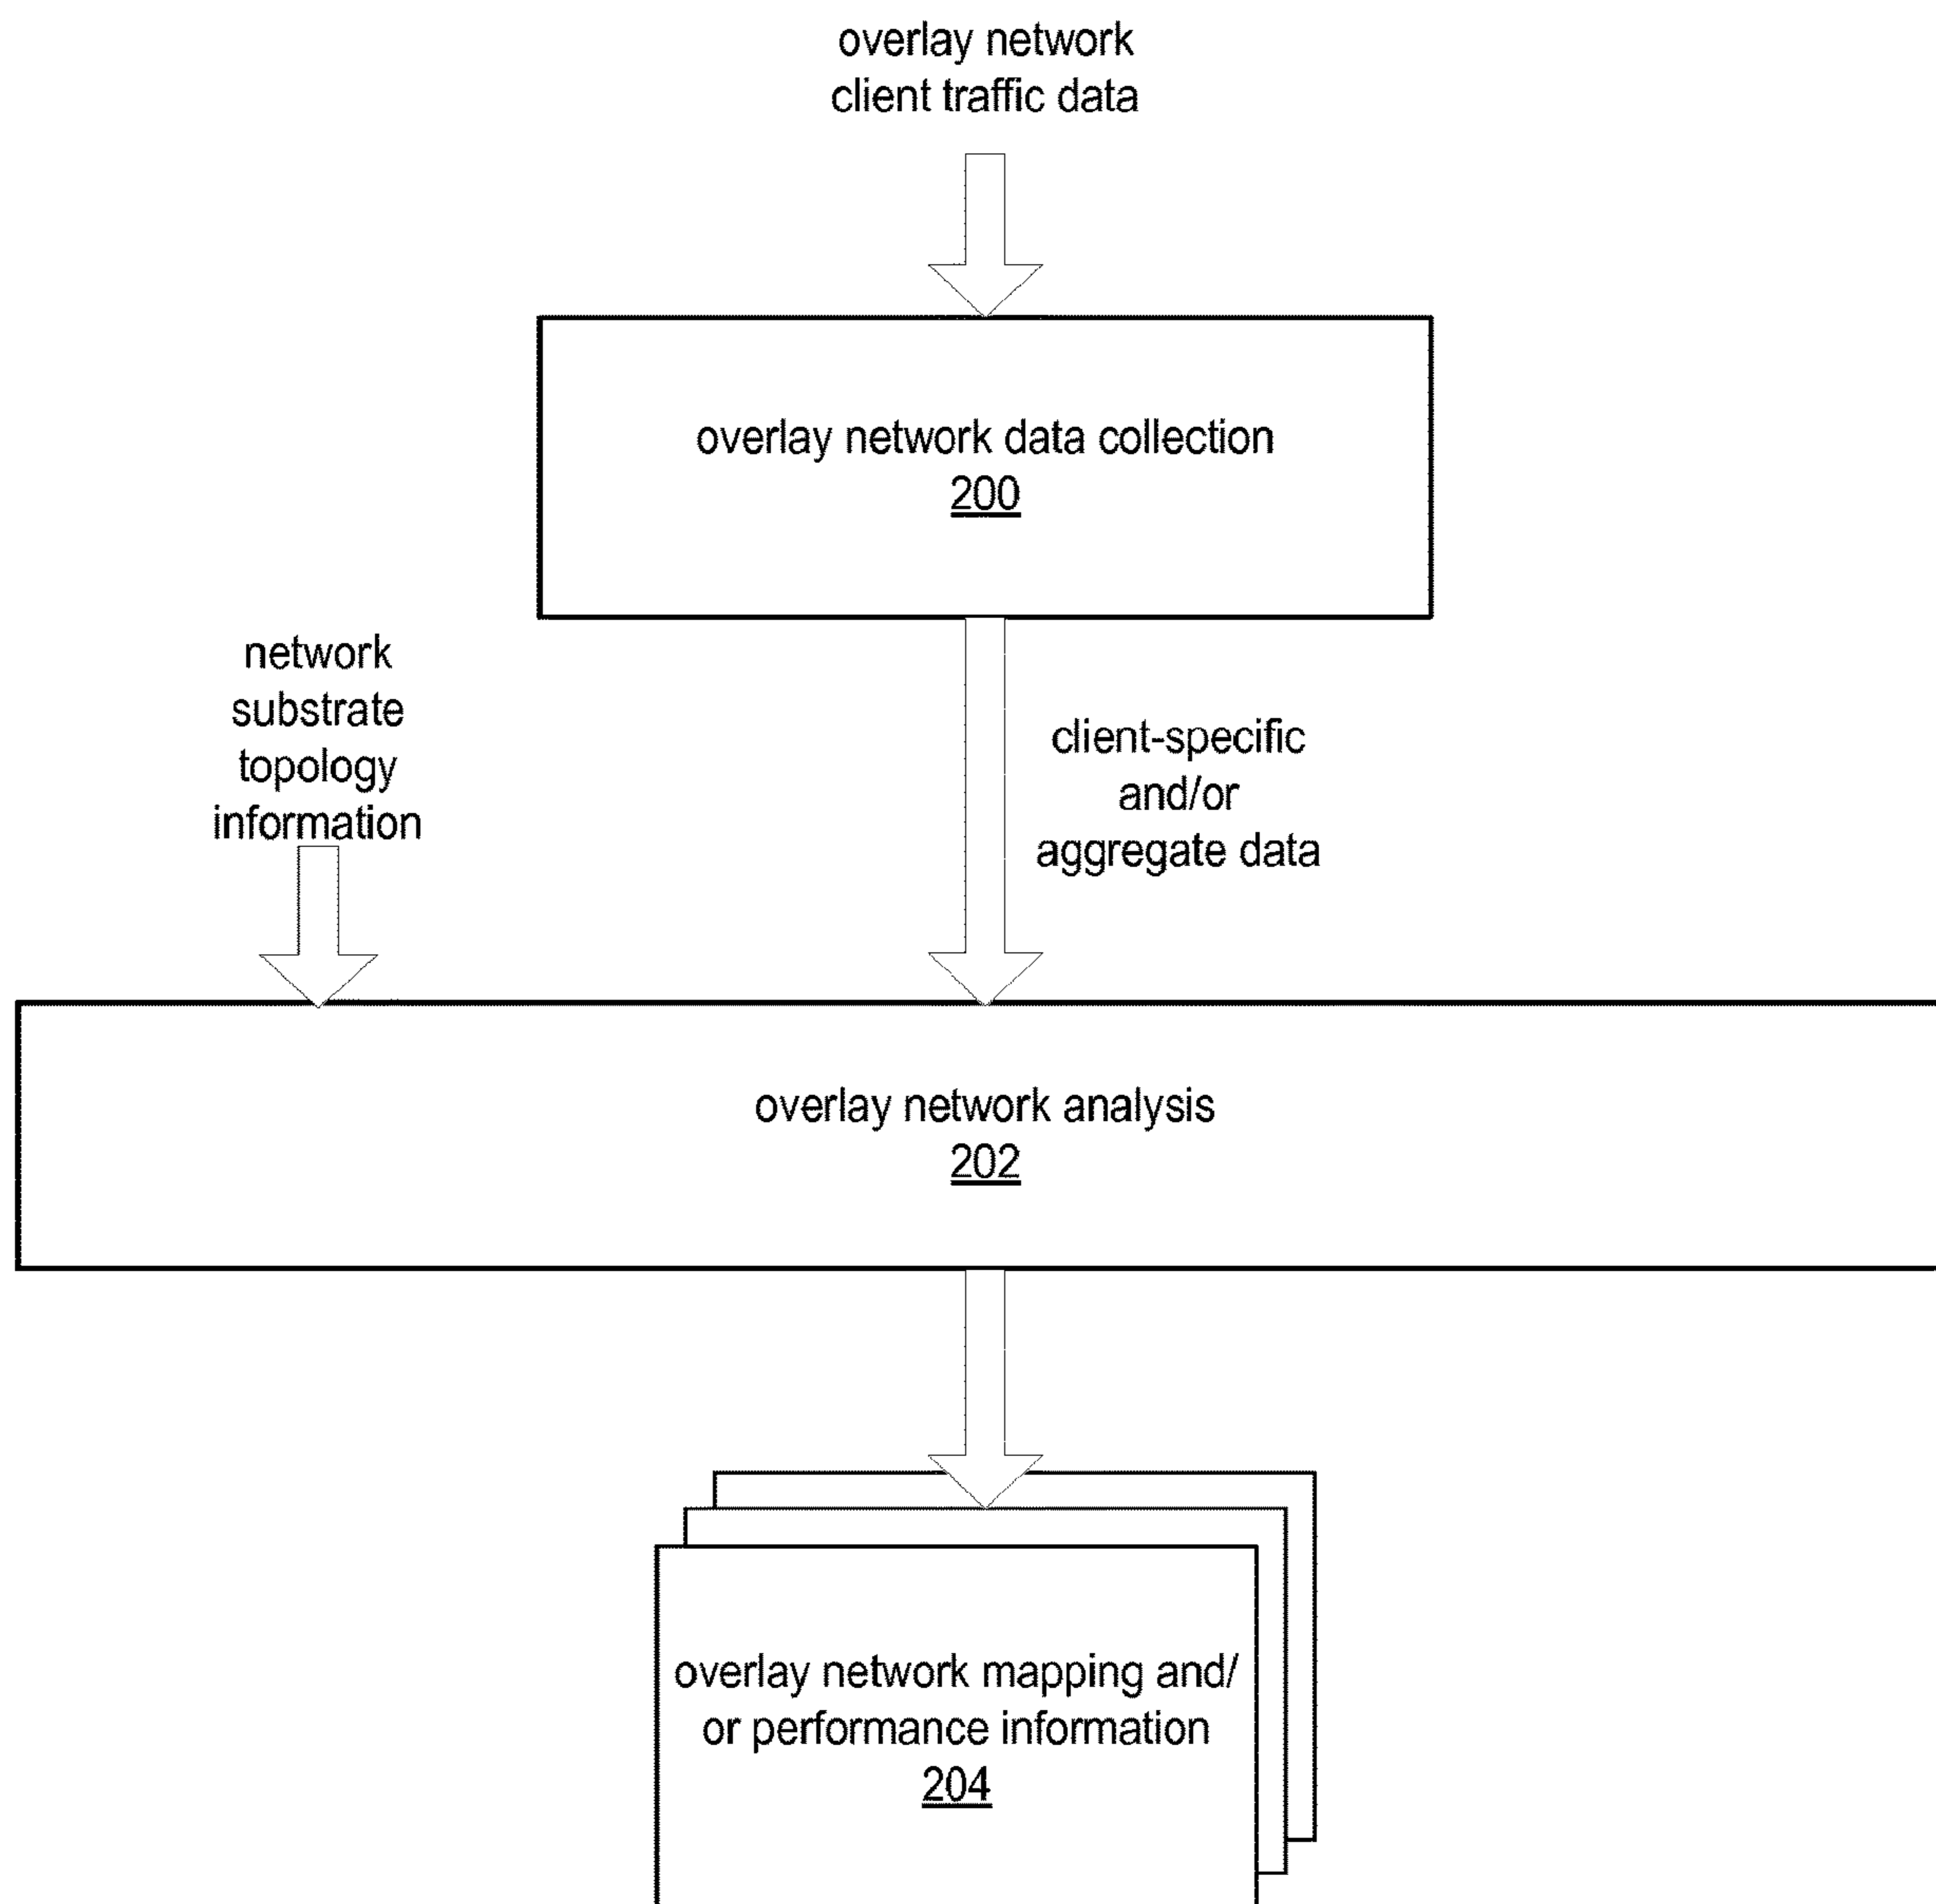 overlay network
client traffic data
overlay network data collection
200
network
substrate
topology
information
client-specific
and/or
aggregate data
overlay network analysis
202
overlay network mapping and/
or performance information
204